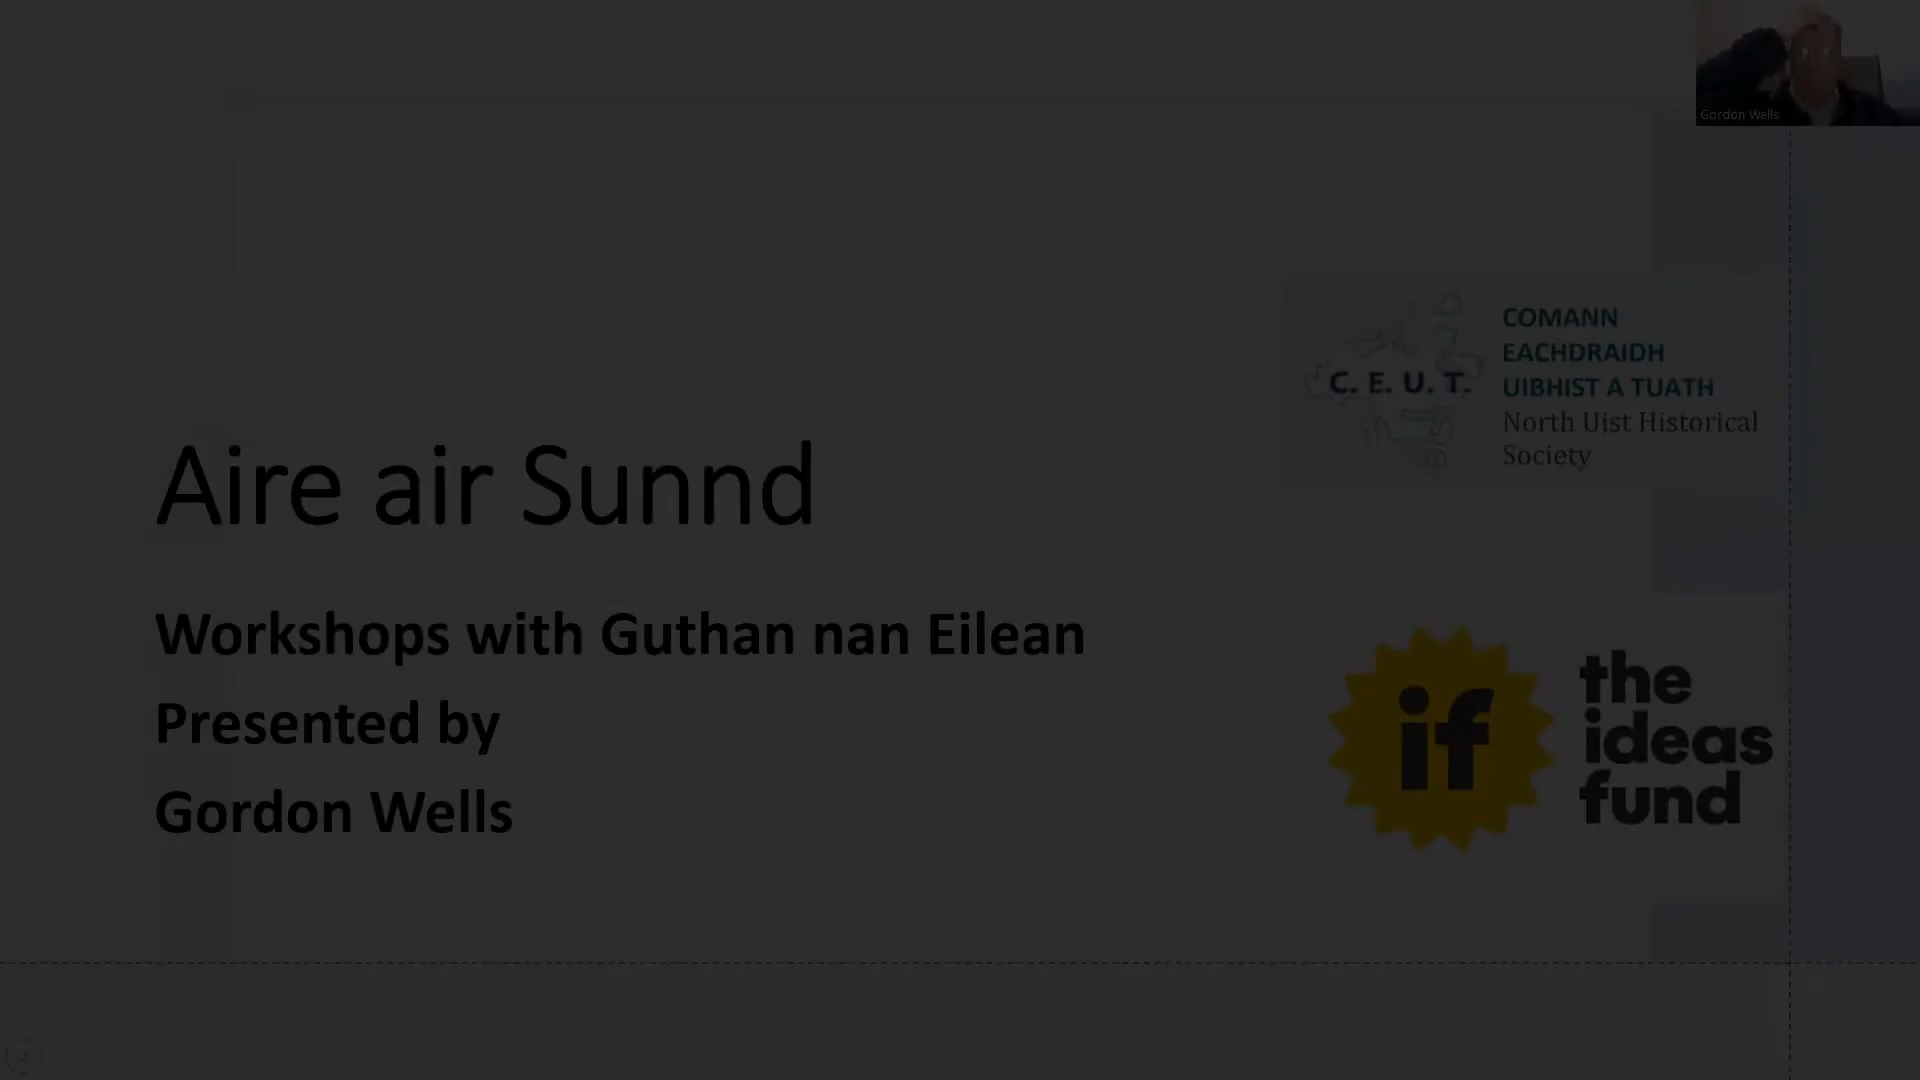 Gordon Wells
COMANN
EACHDRAIDH
UIBHIST A TUATH
North Uist Historical
Society
C. E. U. T.
Aire air Sunnd
Workshops with Guthan nan Eilean
Presented by
Gordon Wells
if
the
ideas
fund